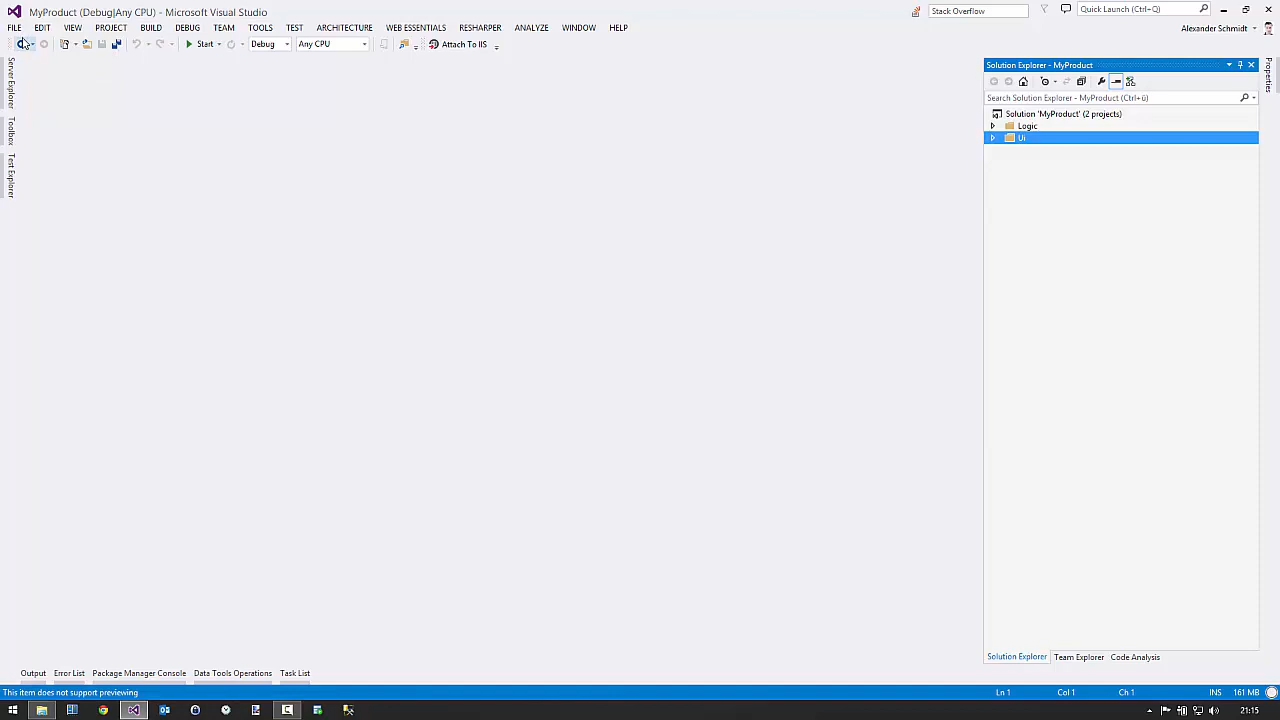 MyProduct (Debug|Any CPU) - Microsoft Visual Studio
Stack Overflow
Quick Launch (Ctrl+Q)
FILE EDIT VIEW PROJECT BUILD DEBUG TEAM TOOLS TEST ARCHITECTURE WEB ESSENTIALS RESHARPER ANALYZE WINDOW HELP
Alexander Schmidt
Start Debug Any CPU Attach To IIS
Server Explorer
Toolbox
Test Explorer
Solution Explorer - MyProduct
Search Solution Explorer - MyProduct (Ctrl+ü)
Solution 'MyProduct' (2 projects)
Logic
Ui
Properties
Solution Explorer Team Explorer Code Analysis
Output Error List Package Manager Console Data Tools Operations Task List
This item does not support previewing
Ln 1 Col 1 Ch 1 INS 161 MB
21:15